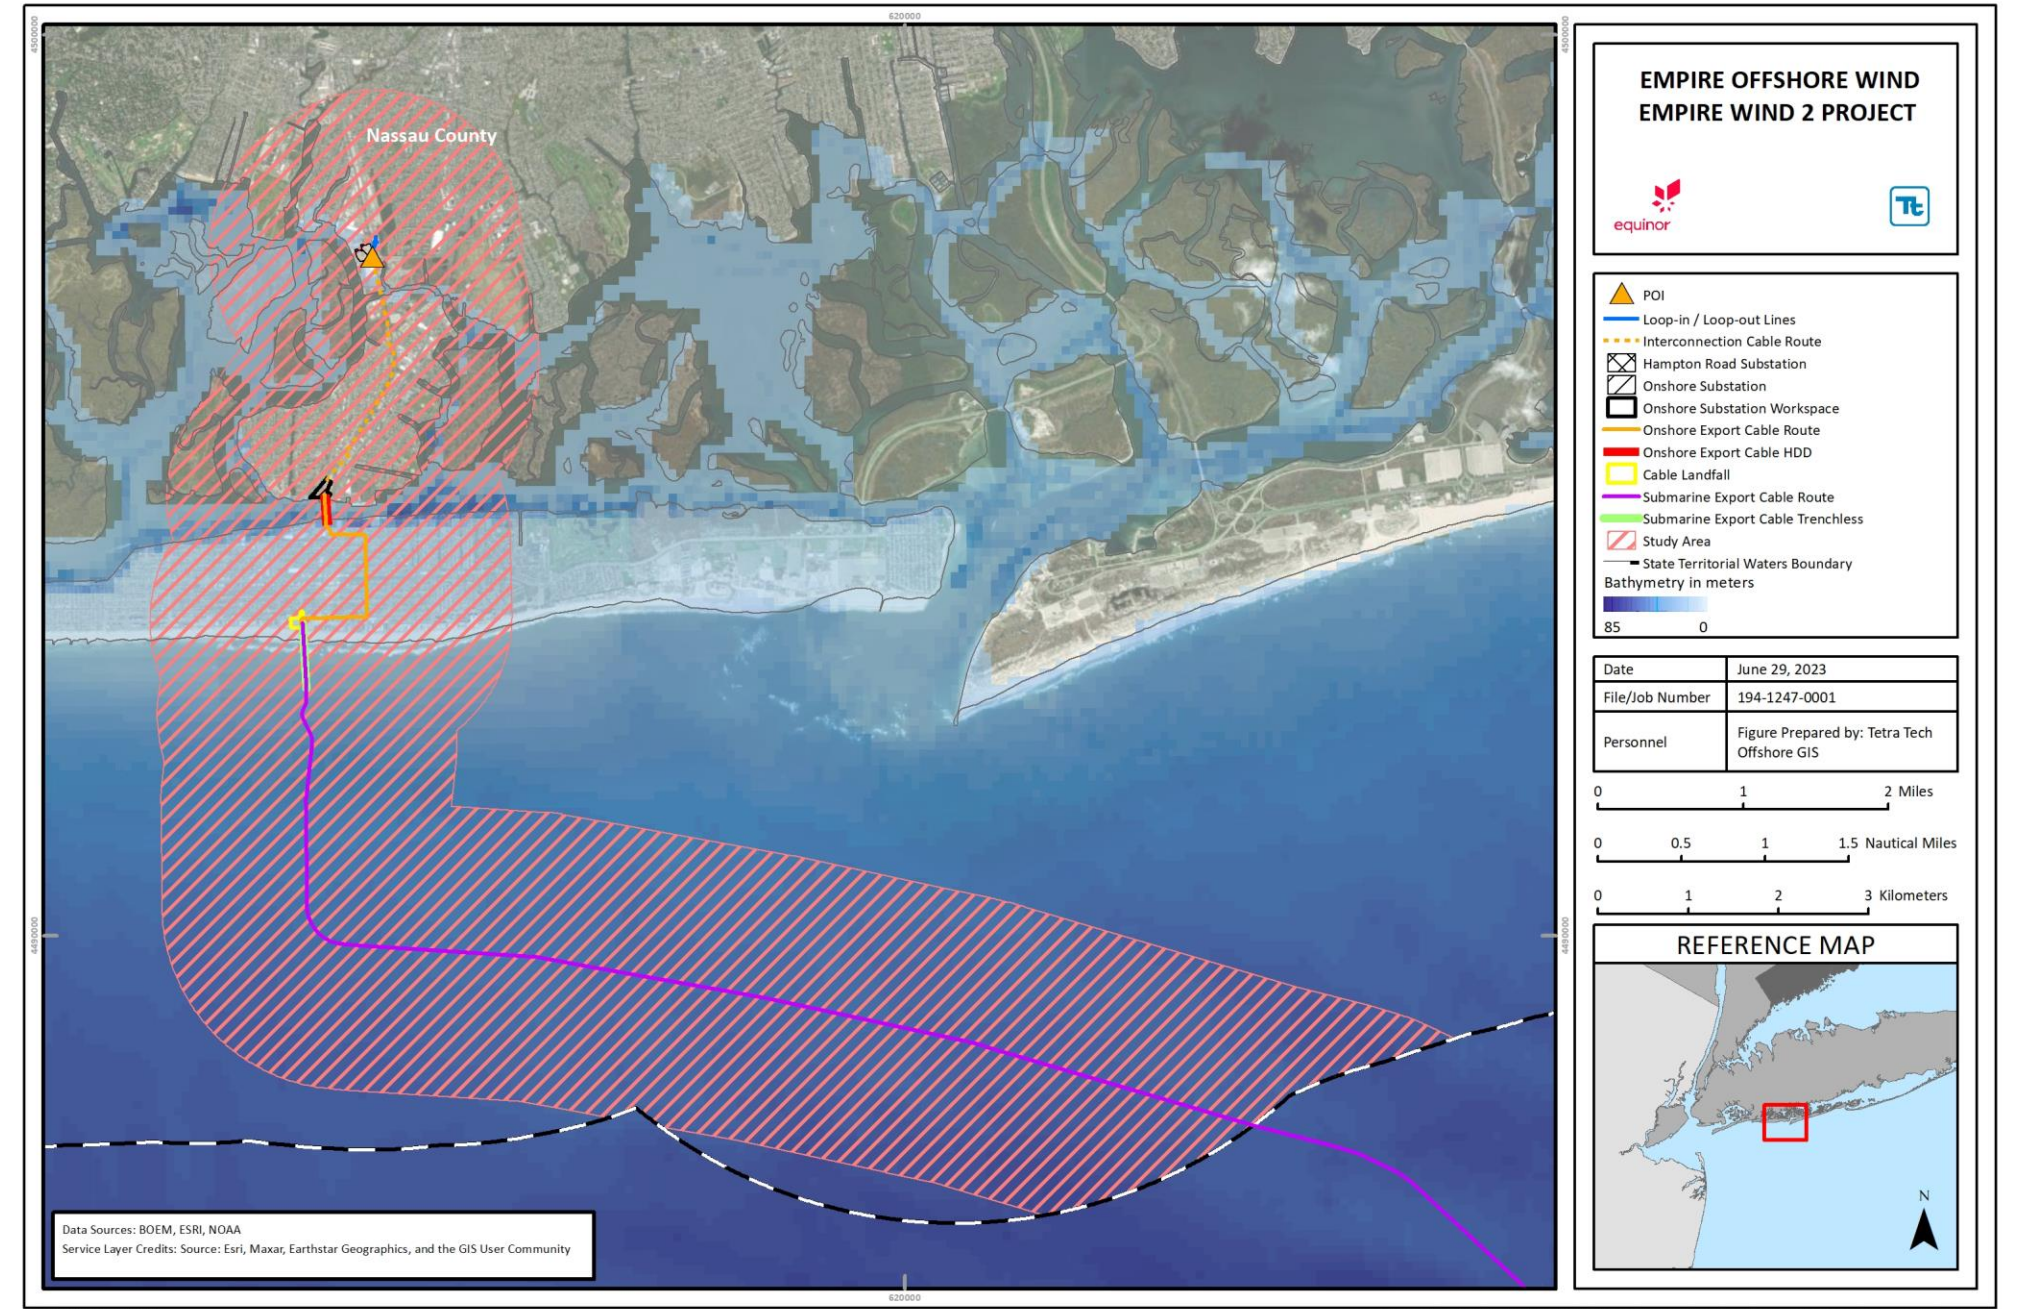 620000
4500000
4500000
Nassau County
4490000
4490000
620000
Data Sources: BOEM, ESRI, NOAA
Service Layer Credits: Source: Esri, Maxar, Earthstar Geographics, and the GIS User Community
EMPIRE OFFSHORE WIND
EMPIRE WIND 2 PROJECT
equinor
Tt
POI
Loop-in / Loop-out Lines
Interconnection Cable Route
Hampton Road Substation
Onshore Substation
Onshore Substation Workspace
Onshore Export Cable Route
Onshore Export Cable HDD
Cable Landfall
Submarine Export Cable Route
Submarine Export Cable Trenchless
Study Area
State Territorial Waters Boundary
Bathymetry in meters
85 0
Date June 29, 2023
File/Job Number 194-1247-0001
Personnel Figure Prepared by: Tetra Tech
Offshore GIS
0 1 2 Miles
0 0.5 1 1.5 Nautical Miles
0 1 2 3 Kilometers
REFERENCE MAP
N